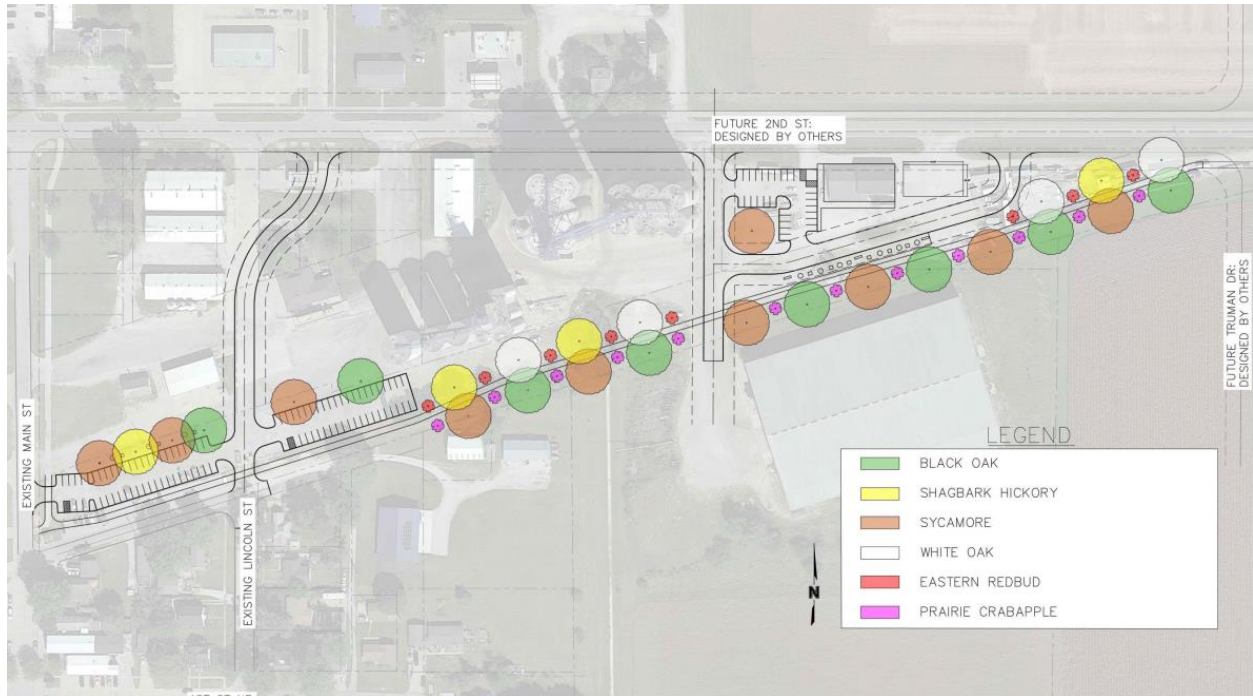 FUTURE 2ND ST:
DESIGNED BY OTHERS
EXISTING MAIN ST
EXISTING LINCOLN ST
FUTURE TRUMAN DR:
DESIGNED BY OTHERS
LEGEND
BLACK OAK
SHAGBARK HICKORY
SYCAMORE
WHITE OAK
EASTERN REDBUD
PRAIRIE CRABAPPLE
N